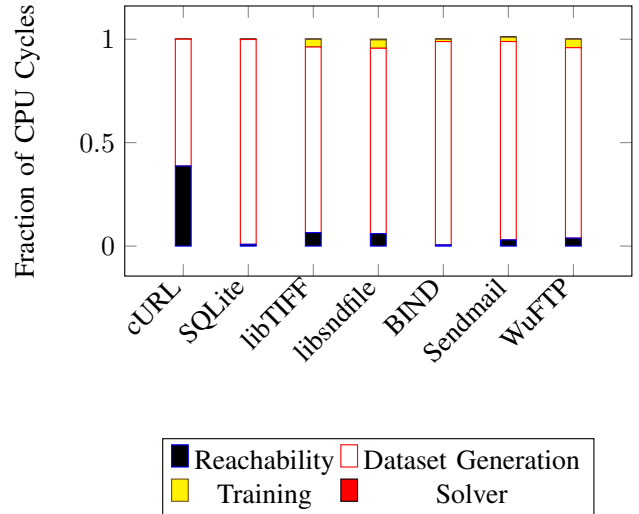 Fraction of CPU Cycles
1
0.5
0
cURL
SQLite
libTIFF
libsndfile
BIND
Sendmail
WuFTP
Reachability Dataset Generation
Training Solver